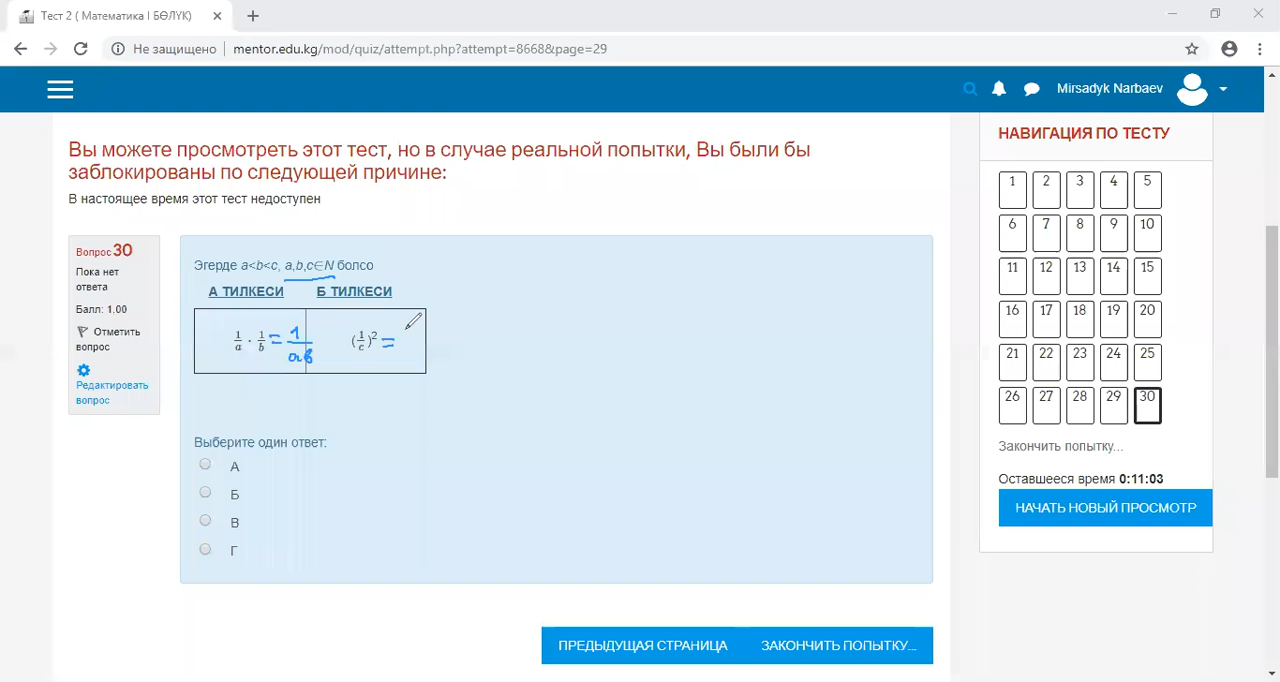 Тест 2 ( Математика I БӨЛҮК)
Не защищено | mentor.edu.kg/mod/quiz/attempt.php?attempt=8668&page=29
Mirsadyk Narbaev
Вы можете просмотреть этот тест, но в случае реальной попытки, Вы были бы
заблокированы по следующей причине:
В настоящее время этот тест недоступен
Вопрос 30
Пока нет
ответа
Балл: 1,00
Отметить
вопрос
Редактировать
вопрос
Эгерде a<b<c, a,b,c∈N болсо
А ТИЛКЕСИ Б ТИЛКЕСИ
1/a · 1/b = 1/ab (1/c)² =
Выберите один ответ:
А
Б
В
Г
ПРЕДЫДУЩАЯ СТРАНИЦА ЗАКОНЧИТЬ ПОПЫТКУ...
НАВИГАЦИЯ ПО ТЕСТУ
1 2 3 4 5
6 7 8 9 10
11 12 13 14 15
16 17 18 19 20
21 22 23 24 25
26 27 28 29 30
Закончить попытку...
Оставшееся время 0:11:03
НАЧАТЬ НОВЫЙ ПРОСМОТР